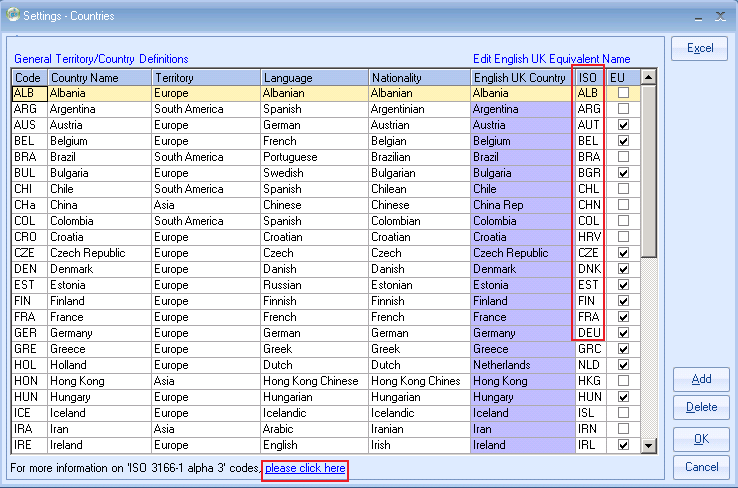 Settings - Countries
General Territory/Country Definitions Edit English UK Equivalent Name
Excel
Code Country Name Territory Language Nationality English UK Country ISO EU
ALB Albania Europe Albanian Albanian Albania ALB
ARG Argentina South America Spanish Argentinian Argentina ARG
AUS Austria Europe German Austrian Austria AUT
BEL Belgium Europe French Belgian Belgium BEL
BRA Brazil South America Portuguese Brazilian Brazil BRA
BUL Bulgaria Europe Swedish Bulgarian Bulgaria BGR
CHI Chile South America Spanish Chilean Chile CHL
CHa China Asia Chinese Chinese China Rep CHN
COL Colombia South America Spanish Colombian Colombia COL
CRO Croatia Europe Croatian Croatian Croatia HRV
CZE Czech Republic Europe Czech Czech Czech Republic CZE
DEN Denmark Europe Danish Danish Denmark DNK
EST Estonia Europe Russian Estonian Estonia EST
FIN Finland Europe Finnish Finnish Finland FIN
FRA France Europe French French France FRA
GER Germany Europe German German Germany DEU
GRE Greece Europe Greek Greek Greece GRC
HOL Holland Europe Dutch Dutch Netherlands NLD
HON Hong Kong Asia Hong Kong Chinese Hong Kong Chines Hong Kong HKG
HUN Hungary Europe Hungarian Hungarian Hungary HUN
ICE Iceland Europe Icelandic Icelandic Iceland ISL
IRA Iran Asia Arabic Iranian Iran IRN
IRE Ireland Europe English Irish Ireland IRL
Add
Delete
OK
Cancel
For more information on 'ISO 3166-1 alpha 3' codes, please click here